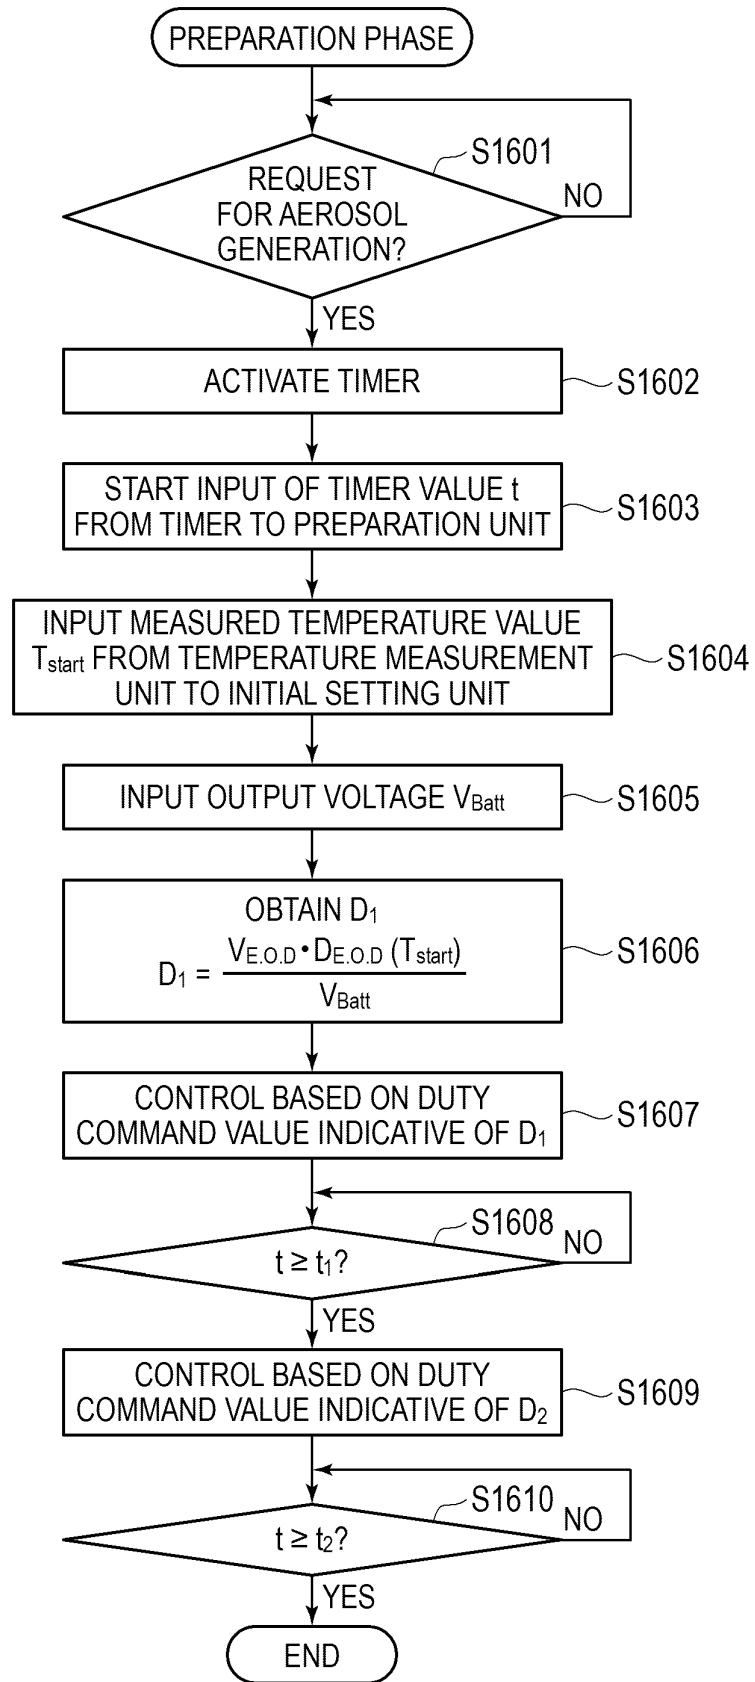 PREPARATION PHASE
S1601
REQUEST
FOR AEROSOL
GENERATION?
NO
YES
ACTIVATE TIMER
S1602
START INPUT OF TIMER VALUE t
FROM TIMER TO PREPARATION UNIT
S1603
INPUT MEASURED TEMPERATURE VALUE
Tstart FROM TEMPERATURE MEASUREMENT
UNIT TO INITIAL SETTING UNIT
S1604
INPUT OUTPUT VOLTAGE VBatt
S1605
OBTAIN D1
D1 = VE.O.D • DE.O.D (Tstart)
VBatt
S1606
CONTROL BASED ON DUTY
COMMAND VALUE INDICATIVE OF D1
S1607
S1608
t ≥ t1?
NO
YES
CONTROL BASED ON DUTY
COMMAND VALUE INDICATIVE OF D2
S1609
S1610
t ≥ t2?
NO
YES
END